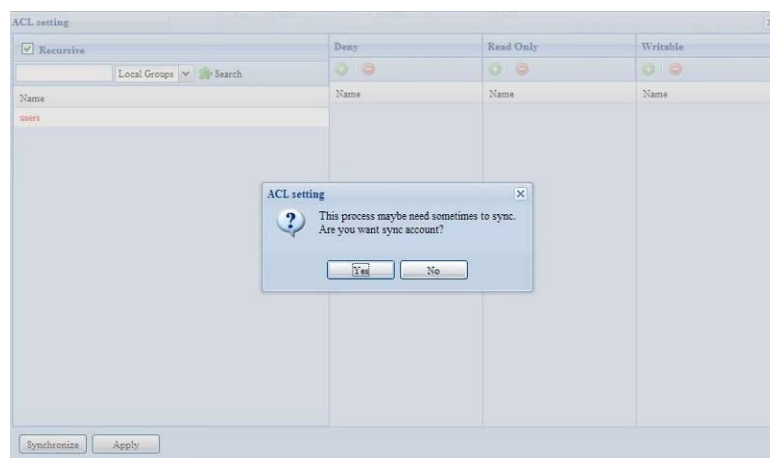 ACL setting
Recursive
Deny
Read Only
Writable
Local Groups
Search
Name
Name
Name
Name
users
ACL setting
This process maybe need sometimes to sync.
Are you want sync account?
Yes
No
Synchronize
Apply